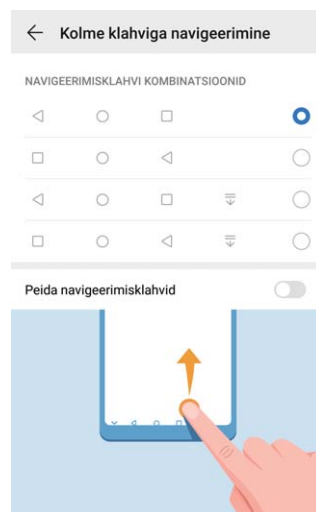 Kolme klahviga navigeerimine
NAVIGEERIMISKLAHVI KOMBINATSIOONID
Peida navigeerimisklahvid